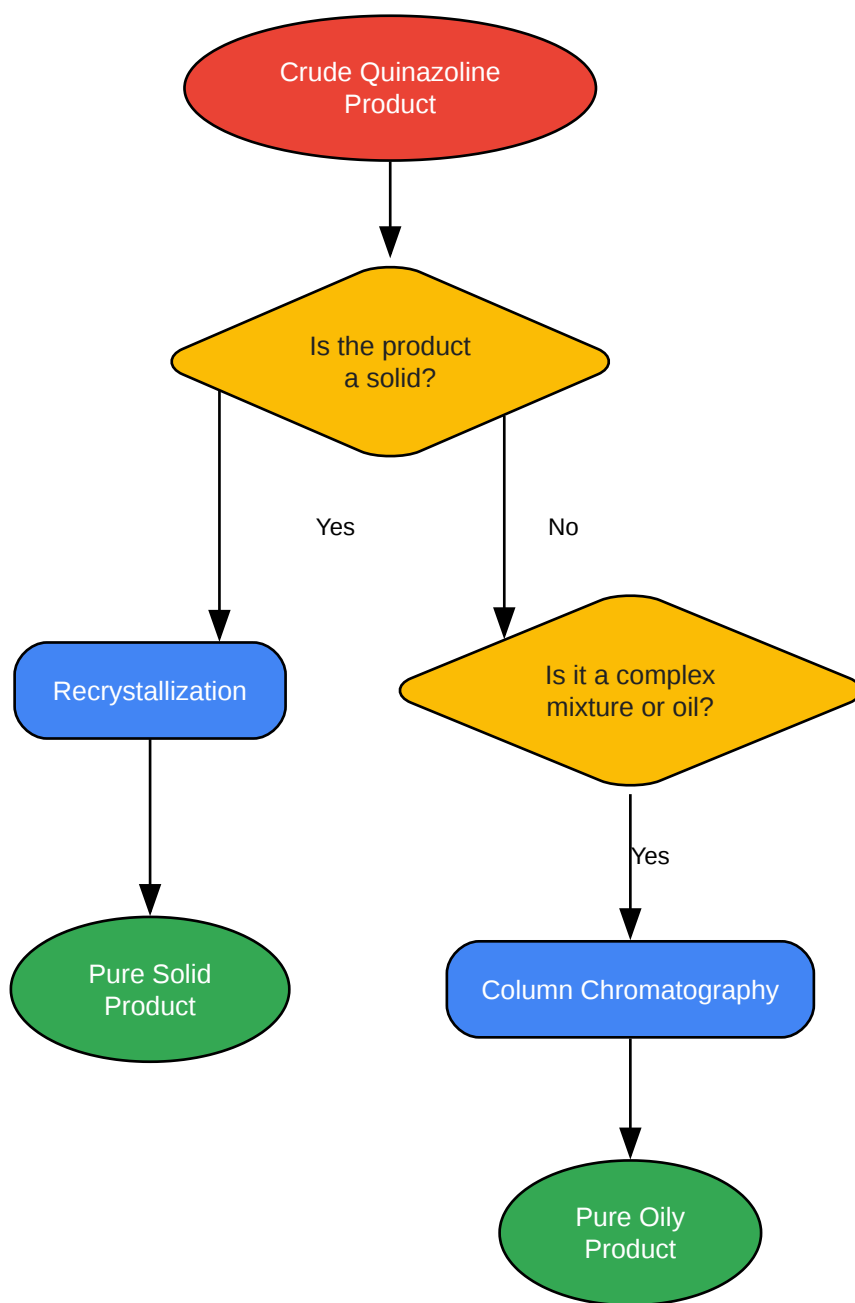 Crude Quinazoline
Product
Is the product
a solid?
Yes
No
Recrystallization
Is it a complex
mixture or oil?
Yes
Pure Solid
Product
Column Chromatography
Pure Oily
Product